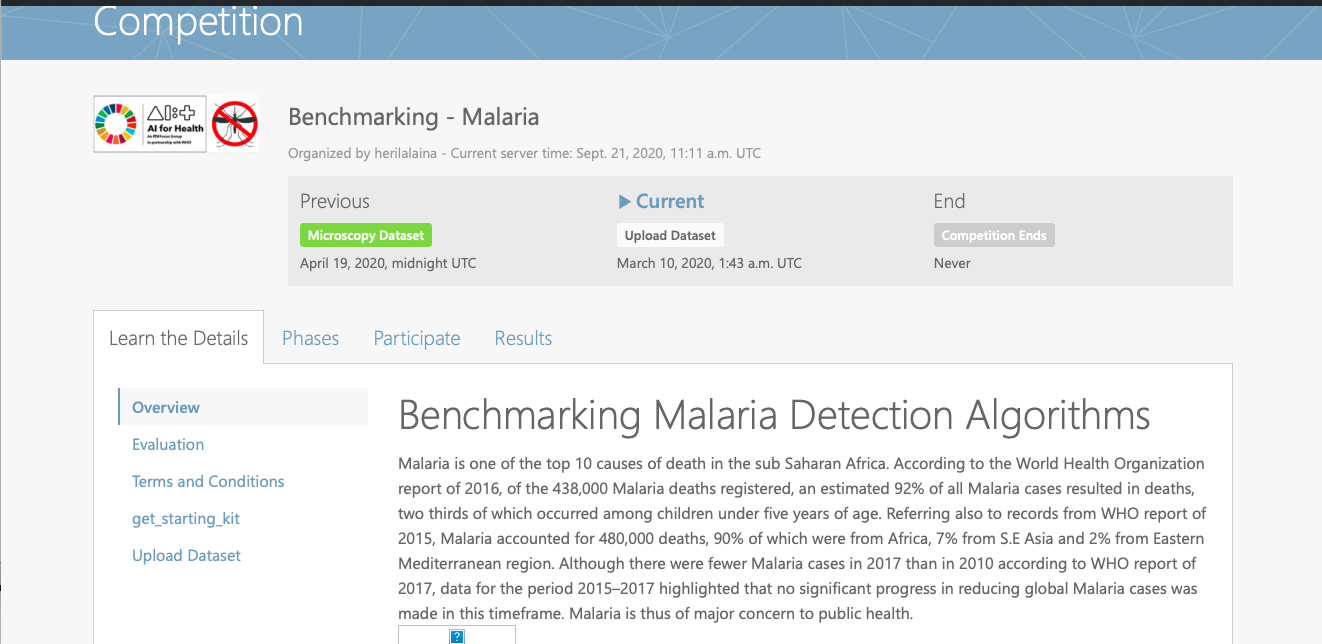 Competition
AI for Health
An ITU Focus Group
in partnership with WHO
Benchmarking - Malaria
Organized by herilalaina - Current server time: Sept. 21, 2020, 11:11 a.m. UTC
Previous
Current
End
Microscopy Dataset
Upload Dataset
Competition Ends
April 19, 2020, midnight UTC
March 10, 2020, 1:43 a.m. UTC
Never
Learn the Details
Phases
Participate
Results
Overview
Evaluation
Terms and Conditions
get_starting_kit
Upload Dataset
Benchmarking Malaria Detection Algorithms
Malaria is one of the top 10 causes of death in the sub Saharan Africa. According to the World Health Organization
report of 2016, of the 438,000 Malaria deaths registered, an estimated 92% of all Malaria cases resulted in deaths,
two thirds of which occurred among children under five years of age. Referring also to records from WHO report of
2015, Malaria accounted for 480,000 deaths, 90% of which were from Africa, 7% from S.E Asia and 2% from Eastern
Mediterranean region. Although there were fewer Malaria cases in 2017 than in 2010 according to WHO report of
2017, data for the period 2015–2017 highlighted that no significant progress in reducing global Malaria cases was
made in this timeframe. Malaria is thus of major concern to public health.
?